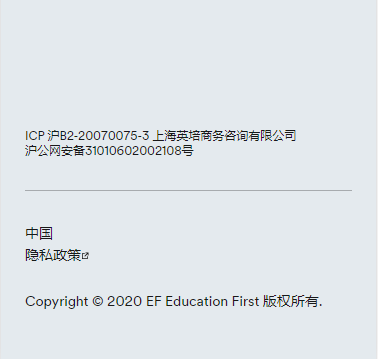 ICP 沪B2-20070075-3 上海英培商务咨询有限公司
沪公网安备31010602002108号
中国
隐私政策
Copyright © 2020 EF Education First 版权所有.